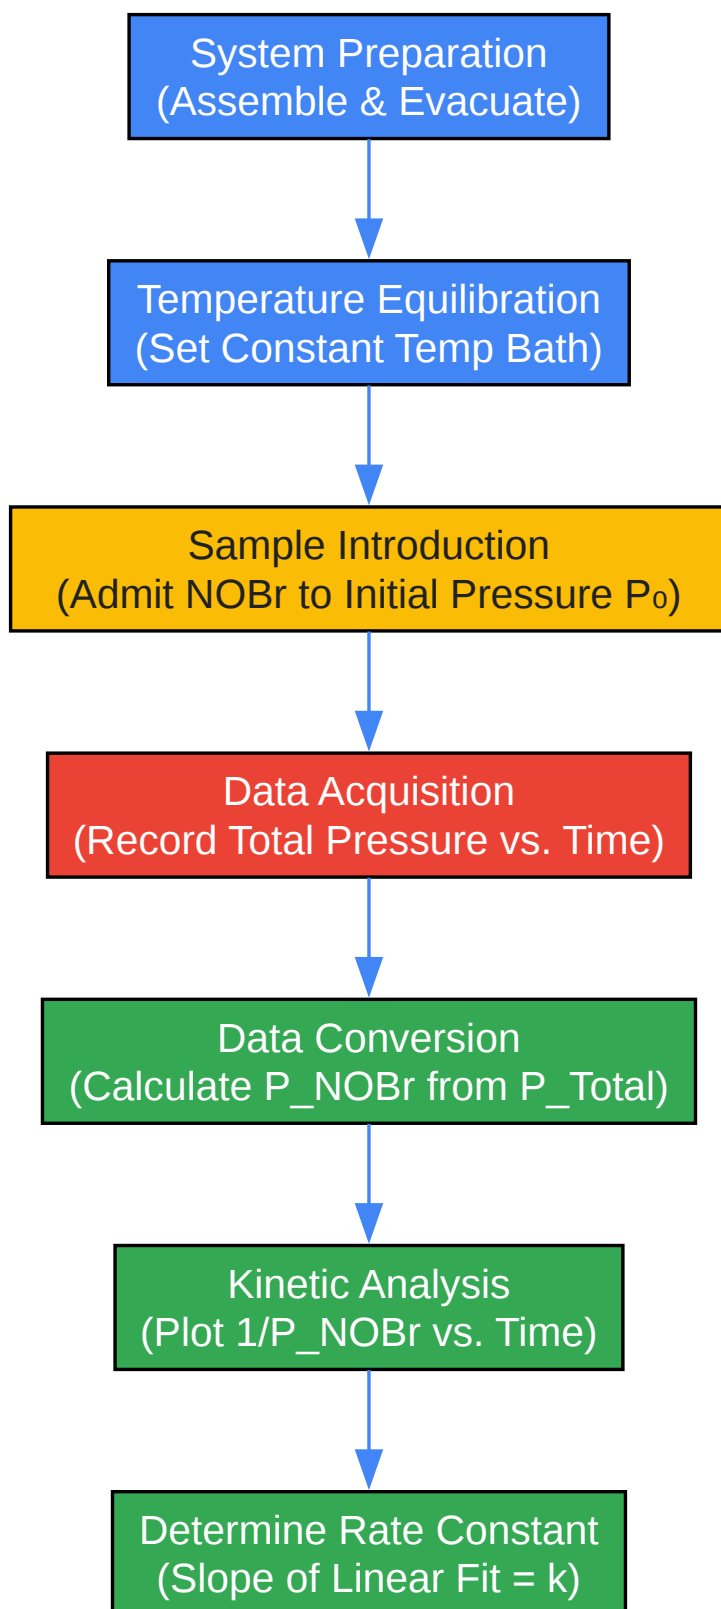 System Preparation
(Assemble & Evacuate)
Temperature Equilibration
(Set Constant Temp Bath)
Sample Introduction
(Admit NOBr to Initial Pressure P₀)
Data Acquisition
(Record Total Pressure vs. Time)
Data Conversion
(Calculate P_NOBr from P_Total)
Kinetic Analysis
(Plot 1/P_NOBr vs. Time)
Determine Rate Constant
(Slope of Linear Fit = k)